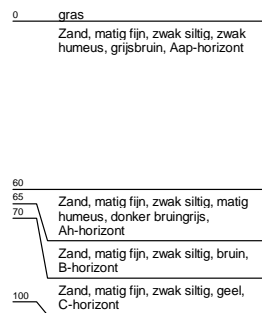 0 gras
Zand, matig fijn, zwak siltig, zwak
humeus, grijsbruin, Aap-horizont
60
65 Zand, matig fijn, zwak siltig, matig
70 humeus, donker bruingrijs,
Ah-horizont
Zand, matig fijn, zwak siltig, bruin,
B-horizont
100 Zand, matig fijn, zwak siltig, geel,
C-horizont